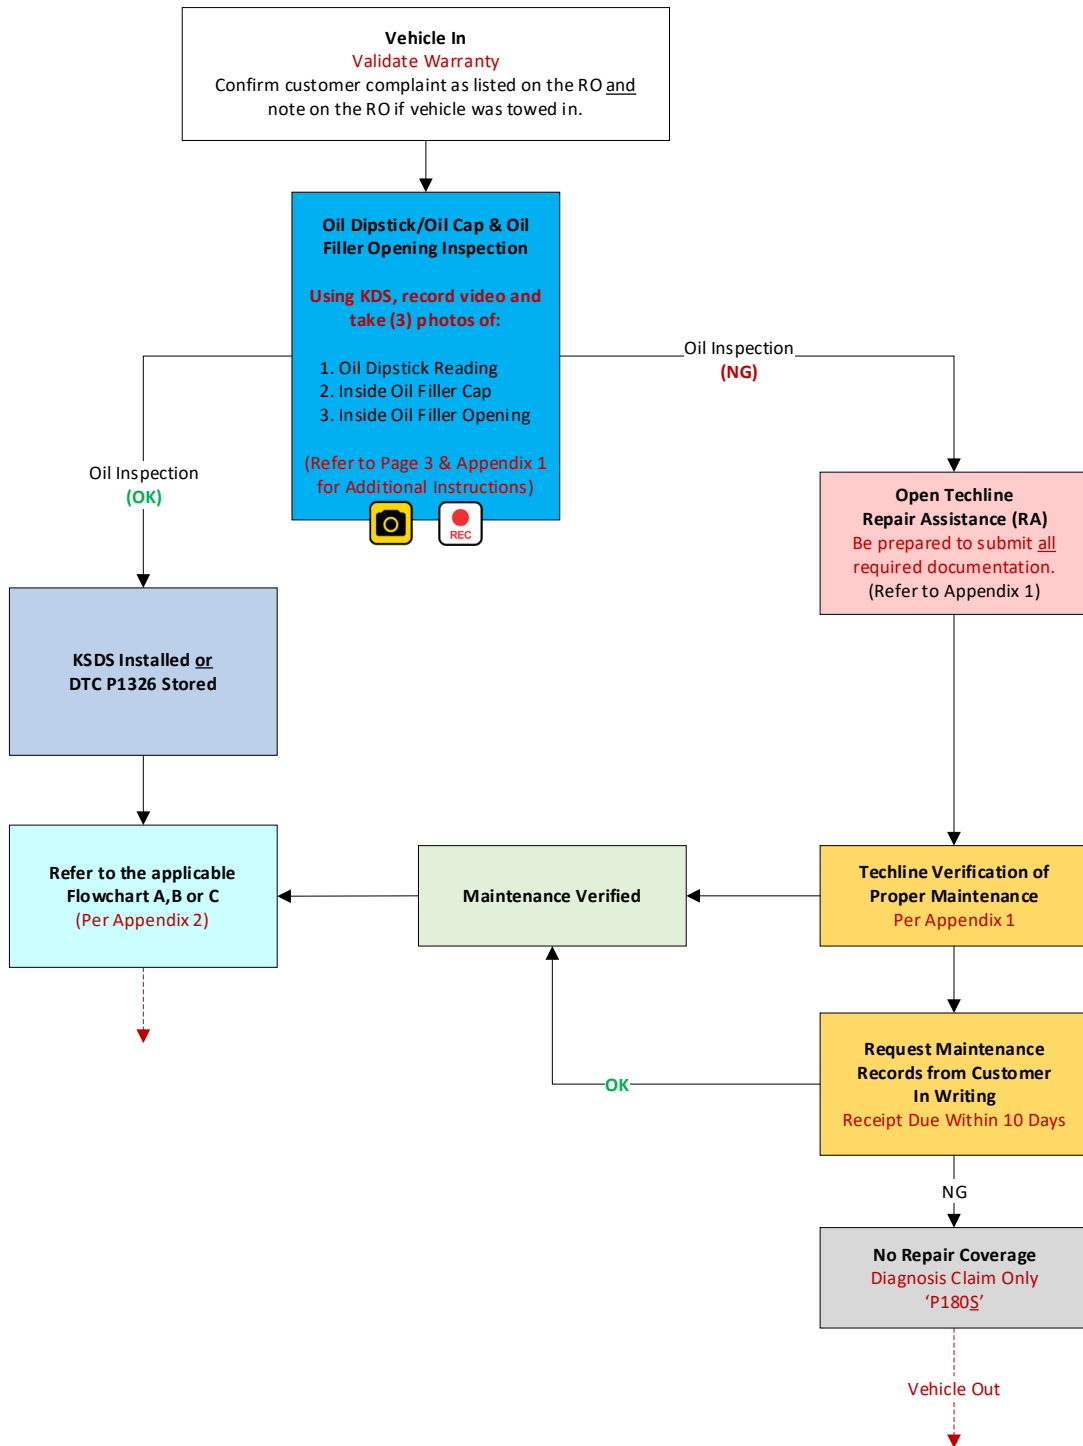 Vehicle In
Validate Warranty
Confirm customer complaint as listed on the RO and
note on the RO if vehicle was towed in.
Oil Dipstick/Oil Cap & Oil
Filler Opening Inspection
Using KDS, record video and
take (3) photos of:
1. Oil Dipstick Reading
2. Inside Oil Filler Cap
3. Inside Oil Filler Opening
(Refer to Page 3 & Appendix 1
for Additional Instructions)
REC
Oil Inspection
(NG)
Oil Inspection
(OK)
Open Techline
Repair Assistance (RA)
Be prepared to submit all
required documentation.
(Refer to Appendix 1)
KSDS Installed or
DTC P1326 Stored
Refer to the applicable
Flowchart A,B or C
(Per Appendix 2)
Maintenance Verified
Techline Verification of
Proper Maintenance
Per Appendix 1
Request Maintenance
Records from Customer
In Writing
Receipt Due Within 10 Days
OK
NG
No Repair Coverage
Diagnosis Claim Only
‘P180S’
Vehicle Out